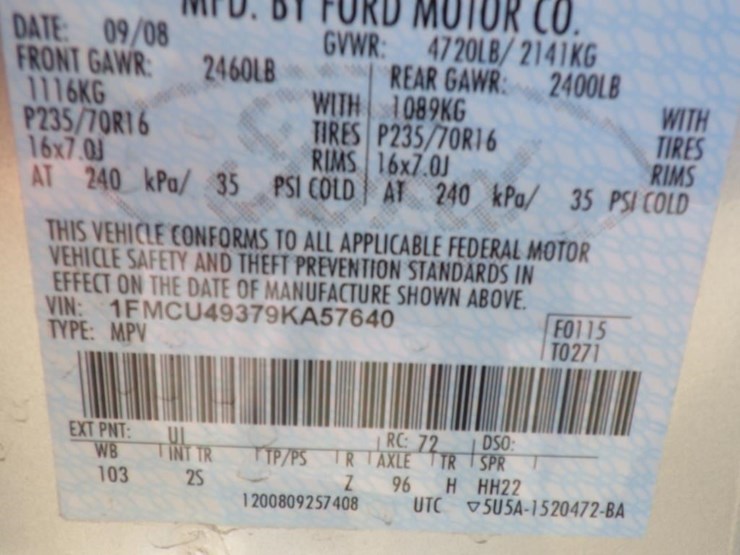 MFD. BY FORD MOTOR CO.
DATE: 09/08 GVWR: 4720LB/ 2141KG
FRONT GAWR: 2460LB REAR GAWR: 2400LB
1116KG WITH 1089KG WITH
P235/70R16 TIRES P235/70R16 TIRES
16x7.0J RIMS 16x7.0J RIMS
AT 240 kPa/ 35 PSI COLD AT 240 kPa/ 35 PSI COLD
THIS VEHICLE CONFORMS TO ALL APPLICABLE FEDERAL MOTOR
VEHICLE SAFETY AND THEFT PREVENTION STANDARDS IN
EFFECT ON THE DATE OF MANUFACTURE SHOWN ABOVE.
VIN: 1FMCU49379KA57640 F0115
TYPE: MPV T0271
EXT PNT: UI RC: 72 DSO:
WB INT TR TP/PS R AXLE TR SPR
103 2S Z 96 H HH22
1200809257408 UTC ▽5U5A-1520472-BA